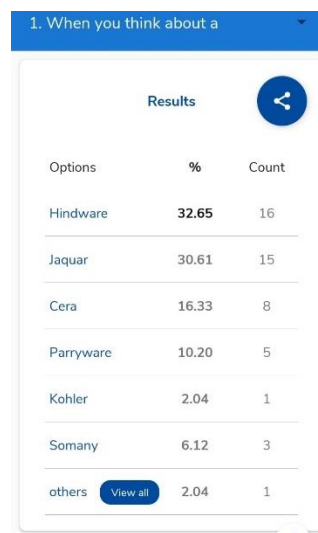 1. When you think about a
Results
Options % Count
Hindware 32.65 16
Jaquar 30.61 15
Cera 16.33 8
Parryware 10.20 5
Kohler 2.04 1
Somany 6.12 3
others View all 2.04 1